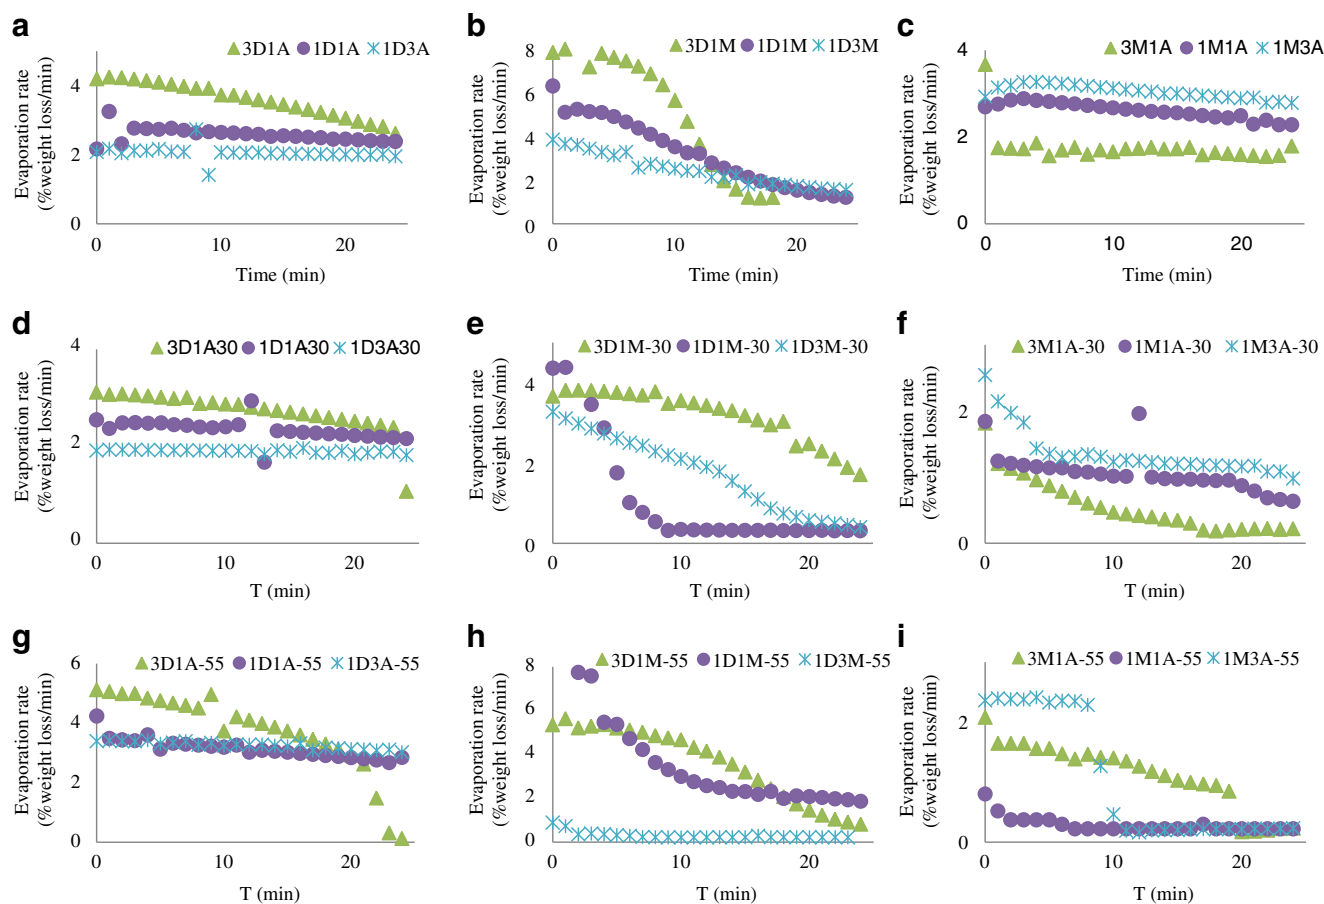 a
3D1A 1D1A 1D3A
Evaporation rate
(%weight loss/min)
4
2
0
0 10 20
Time (min)
b
3D1M 1D1M 1D3M
Evaporation rate
(%weight loss/min)
8
6
4
2
0
0 10 20
Time (min)
c
3M1A 1M1A 1M3A
Evaporation rate
(%weight loss/min)
4
2
0
0 10 20
Time (min)
d
3D1A-30 1D1A-30 1D3A-30
Evaporation rate
(%weight loss/min)
4
2
0
0 10 20
T (min)
e
3D1M-30 1D1M-30 1D3M-30
Evaporation rate
(%weight loss/min)
4
2
0
0 10 20
T (min)
f
3M1A-30 1M1A-30 1M3A-30
Evaporation rate
(%weight loss/min)
2
0
0 10 20
T (min)
g
3D1A-55 1D1A-55 1D3A-55
Evaporation rate
(%weight loss/min)
6
4
2
0
0 10 20
T (min)
h
3D1M-55 1D1M-55 1D3M-55
Evaporation rate
(%weight loss/min)
8
6
4
2
0
0 10 20
T (min)
i
3M1A-55 1M1A-55 1M3A-55
Evaporation rate
(%weight loss/min)
2
0
0 10 20
T (min)